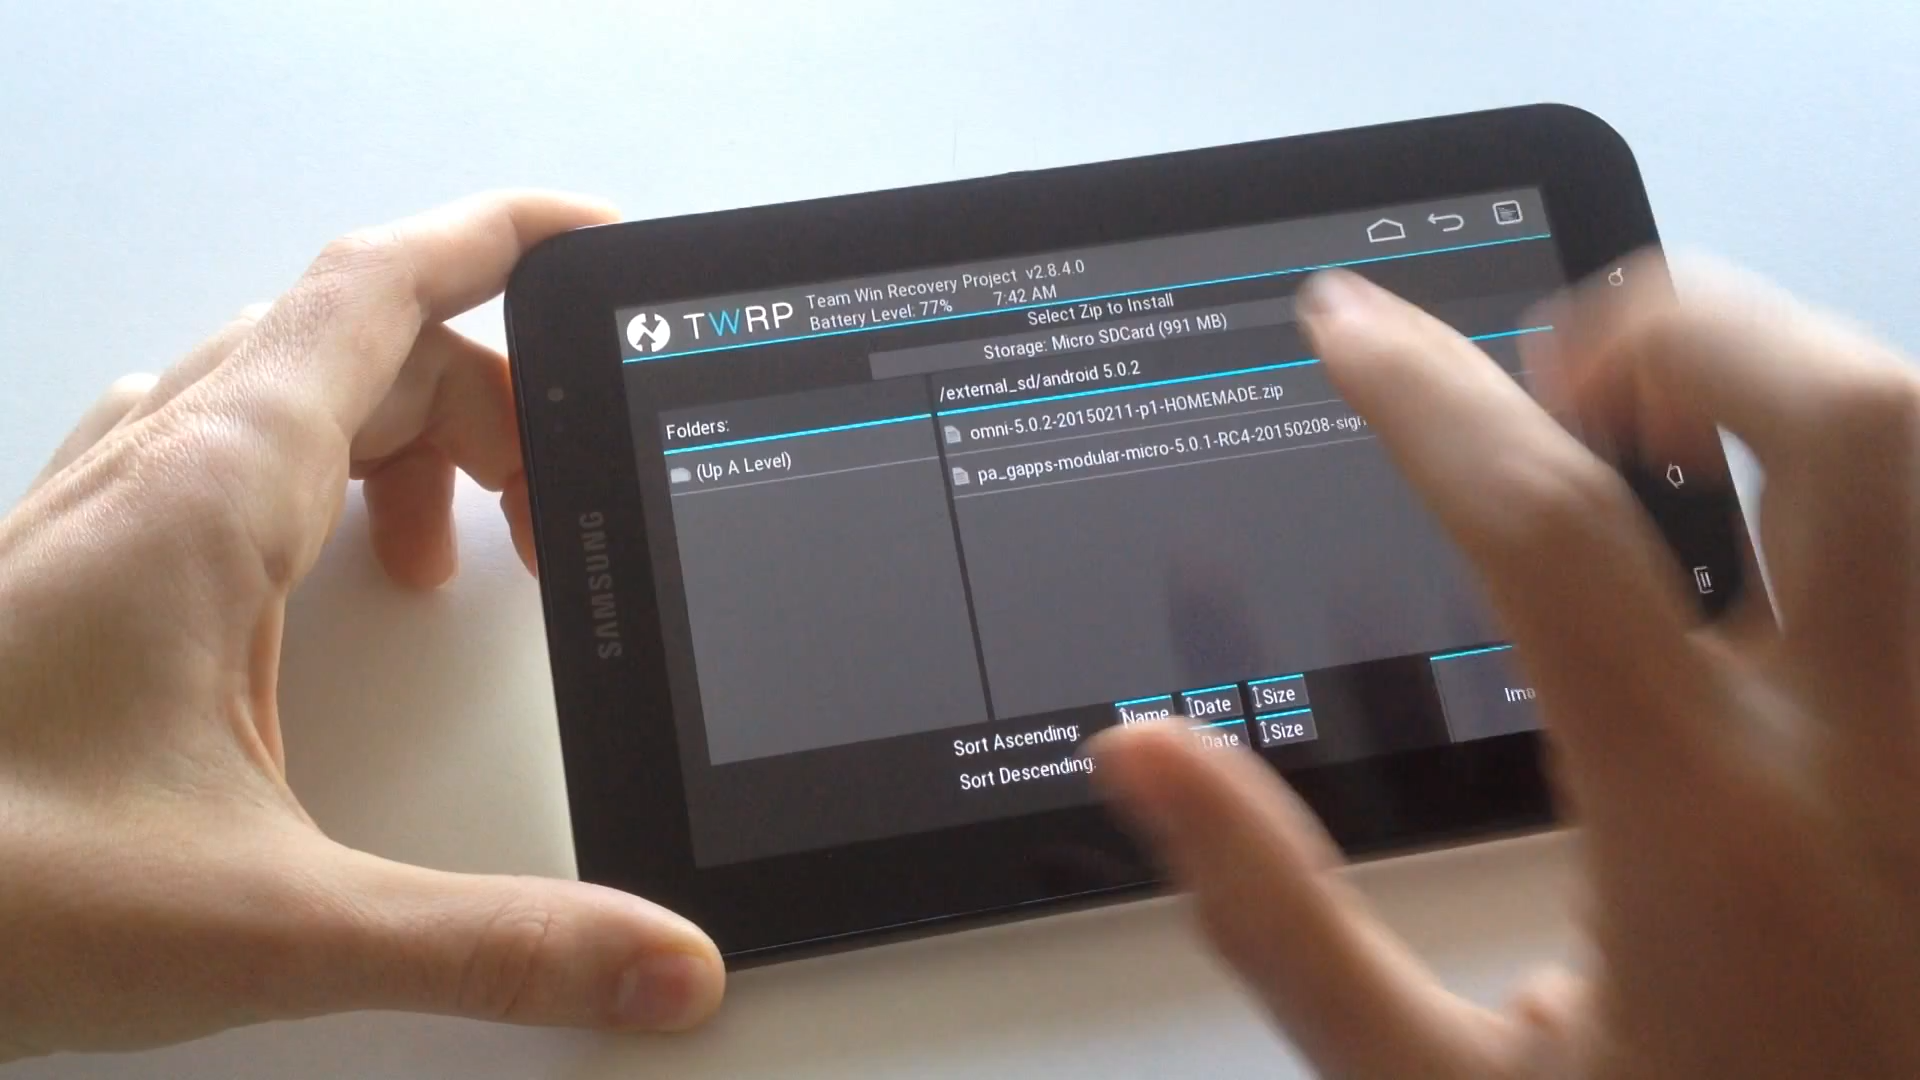 TWRP
Team Win Recovery Project v2.8.4.0
Battery Level: 77% 7:42 AM
Select Zip to Install
Storage: Micro SDCard (991 MB)
/external_sd/android 5.0.2
Folders:
(Up A Level)
omni-5.0.2-20150211-p1-HOMEMADE.zip
pa_gapps-modular-micro-5.0.1-RC4-20150208-sign
Sort Ascending: Name Date Size
Sort Descending: Date Size
Ima
SAMSUNG